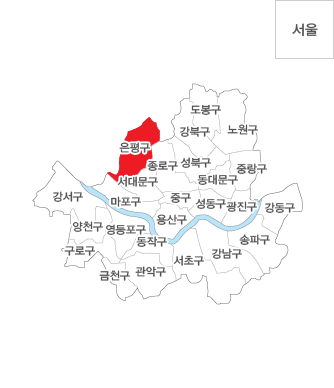 서울
도봉구
강북구
노원구
은평구
종로구
성북구
중랑구
서대문구
동대문구
강서구
마포구
중구
성동구
광진구
강동구
용산구
양천구
영등포구
동작구
송파구
구로구
서초구
강남구
금천구
관악구